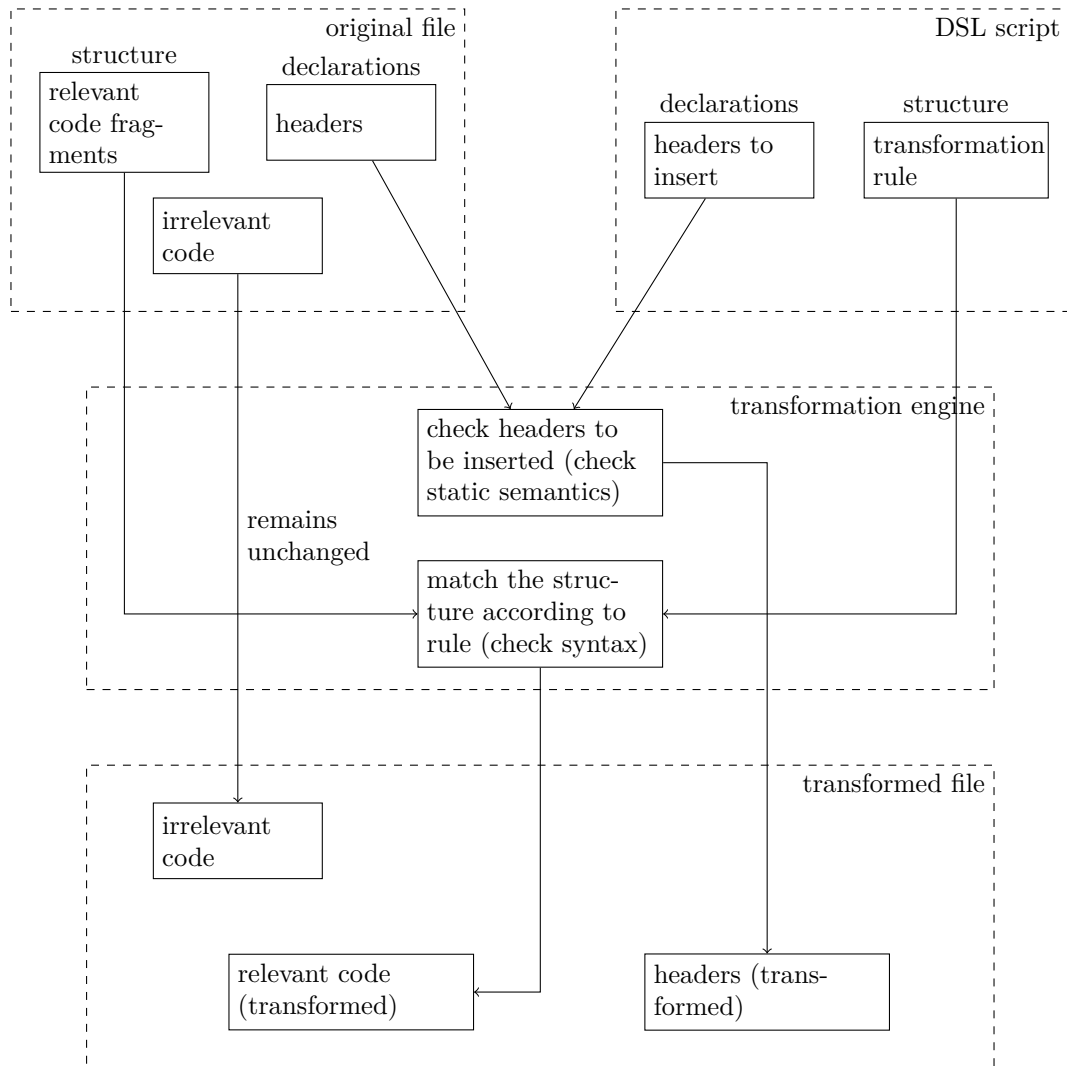 original file
structure
relevant
code frag-
ments
declarations
headers
irrelevant
code
DSL script
declarations
headers to
insert
structure
transformation
rule
transformation engine
check headers to
be inserted (check
static semantics)
remains
unchanged
match the struc-
ture according to
rule (check syntax)
transformed file
irrelevant
code
relevant code
(transformed)
headers (trans-
formed)